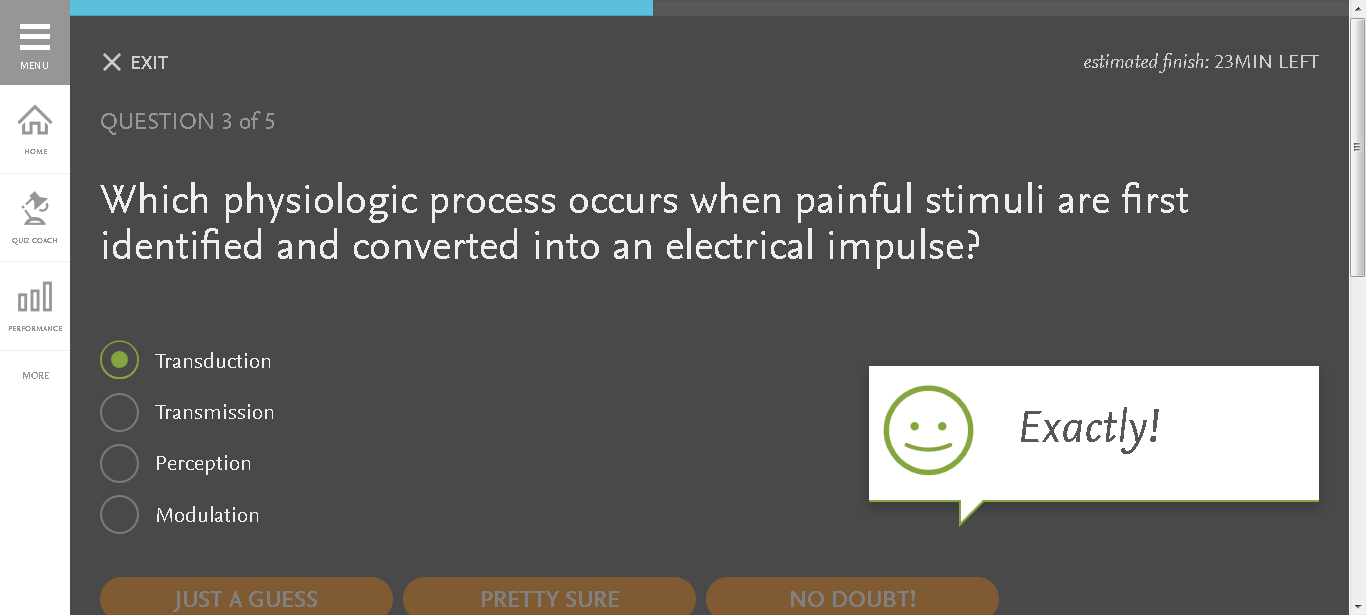 MENU
HOME
QUIZ COACH
PERFORMANCE
MORE
EXIT
estimated finish: 23MIN LEFT
QUESTION 3 of 5
Which physiologic process occurs when painful stimuli are first
identified and converted into an electrical impulse?
Transduction
Transmission
Perception
Modulation
Exactly!
JUST A GUESS
PRETTY SURE
NO DOUBT!